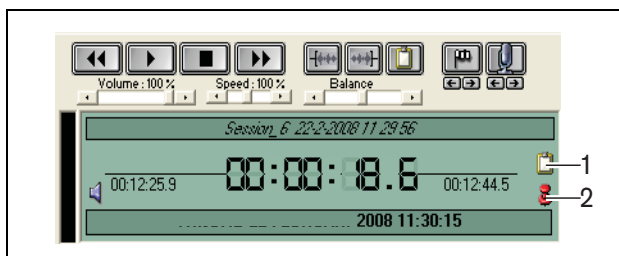 Volume : 100 % Speed : 100 % Balance
Session_6 22-2-2008 11 29 56
1
00:12:25.9 00:00:18.6 00:12:44.5
2
2008 11:30:15